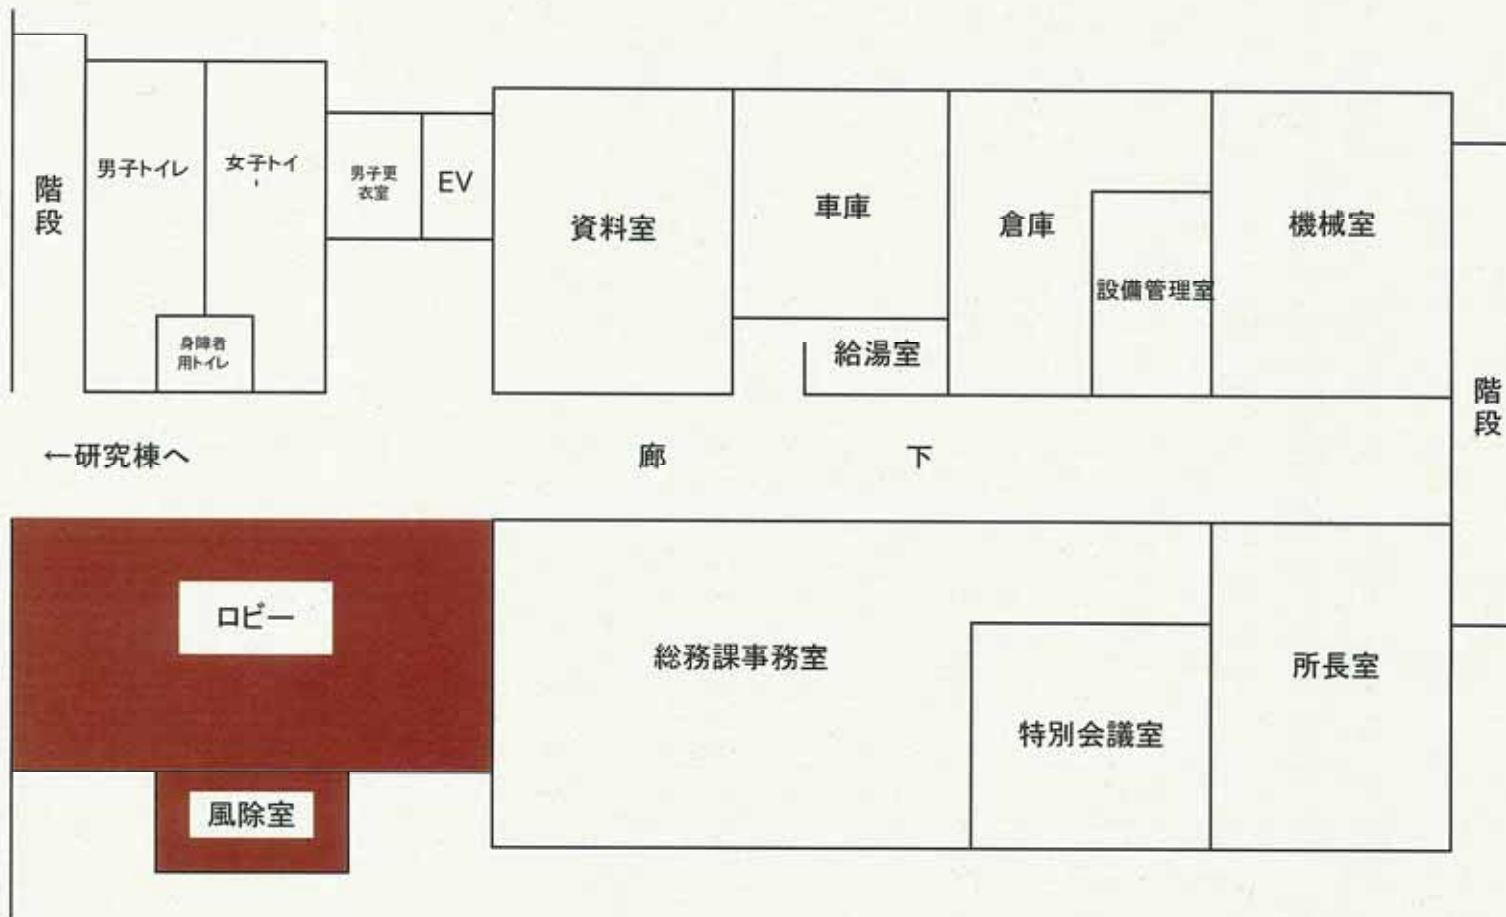 階段
男子トイレ
女子トイ
男子更
衣室
EV
資料室
車庫
倉庫
設備管理室
機械室
身障者
用トイレ
給湯室
階段
←研究棟へ
廊下
ロビー
総務課事務室
特別会議室
所長室
風除室